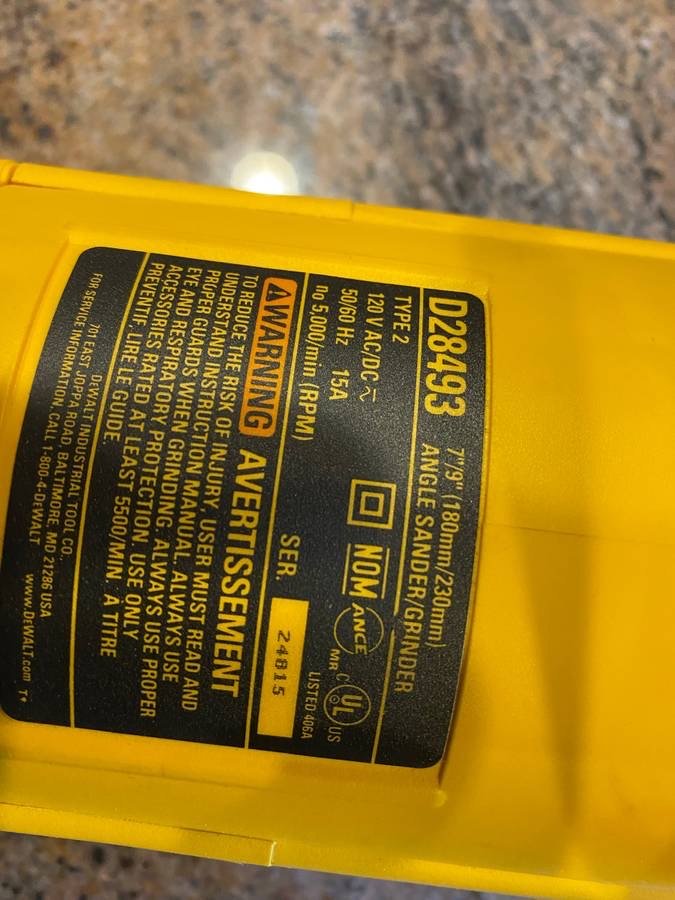 D28493 7"/9" (180mm/230mm)
ANGLE SANDER/GRINDER
TYPE 2
120 V AC/DC
50/60 Hz 15A
no 5,000/min (RPM)
NOM
ANCE
MR
C UL US
LISTED 406A
SER. 24815
WARNING AVERTISSEMENT
TO REDUCE THE RISK OF INJURY, USER MUST READ AND
UNDERSTAND INSTRUCTION MANUAL. ALWAYS USE
PROPER GUARDS WHEN GRINDING. ALWAYS USE PROPER
EYE AND RESPIRATORY PROTECTION. USE ONLY
ACCESSORIES RATED AT LEAST 5500/MIN. À TITRE
PRÉVENTIF, LIRE LE GUIDE.
DEWALT INDUSTRIAL TOOL CO.,
701 EAST JOPPA ROAD, BALTIMORE, MD 21286 USA
FOR SERVICE INFORMATION, CALL 1-800-4-DEWALT www.DEWALT.com T